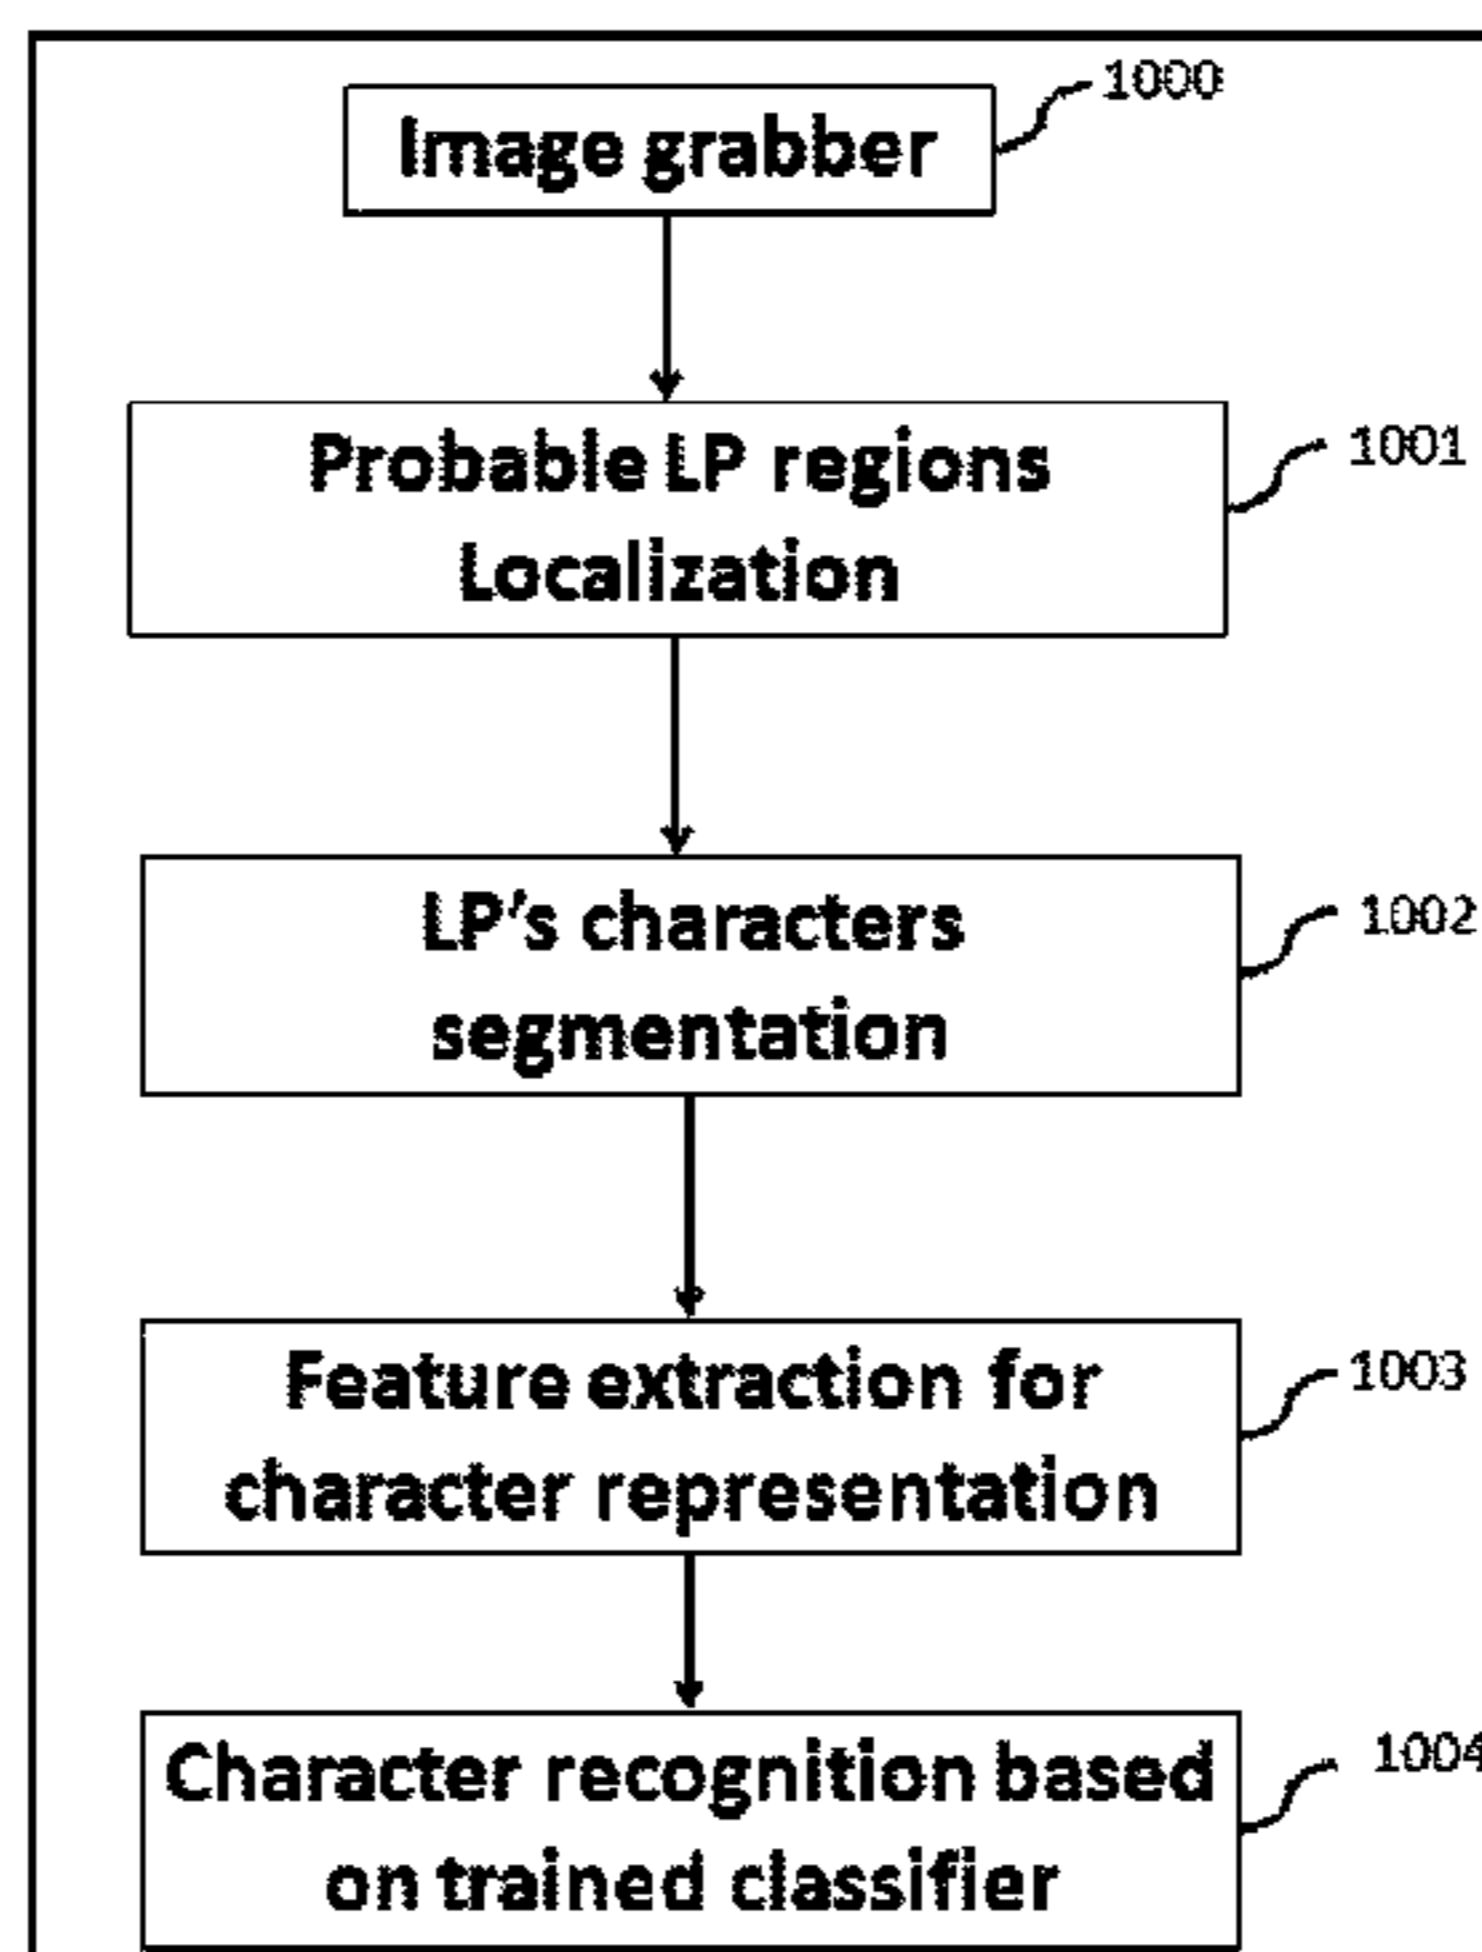 1000
Image grabber
1001
Probable LP regions
Localization
1002
LP's characters
segmentation
1003
Feature extraction for
character representation
1004
Character recognition based
on trained classifier